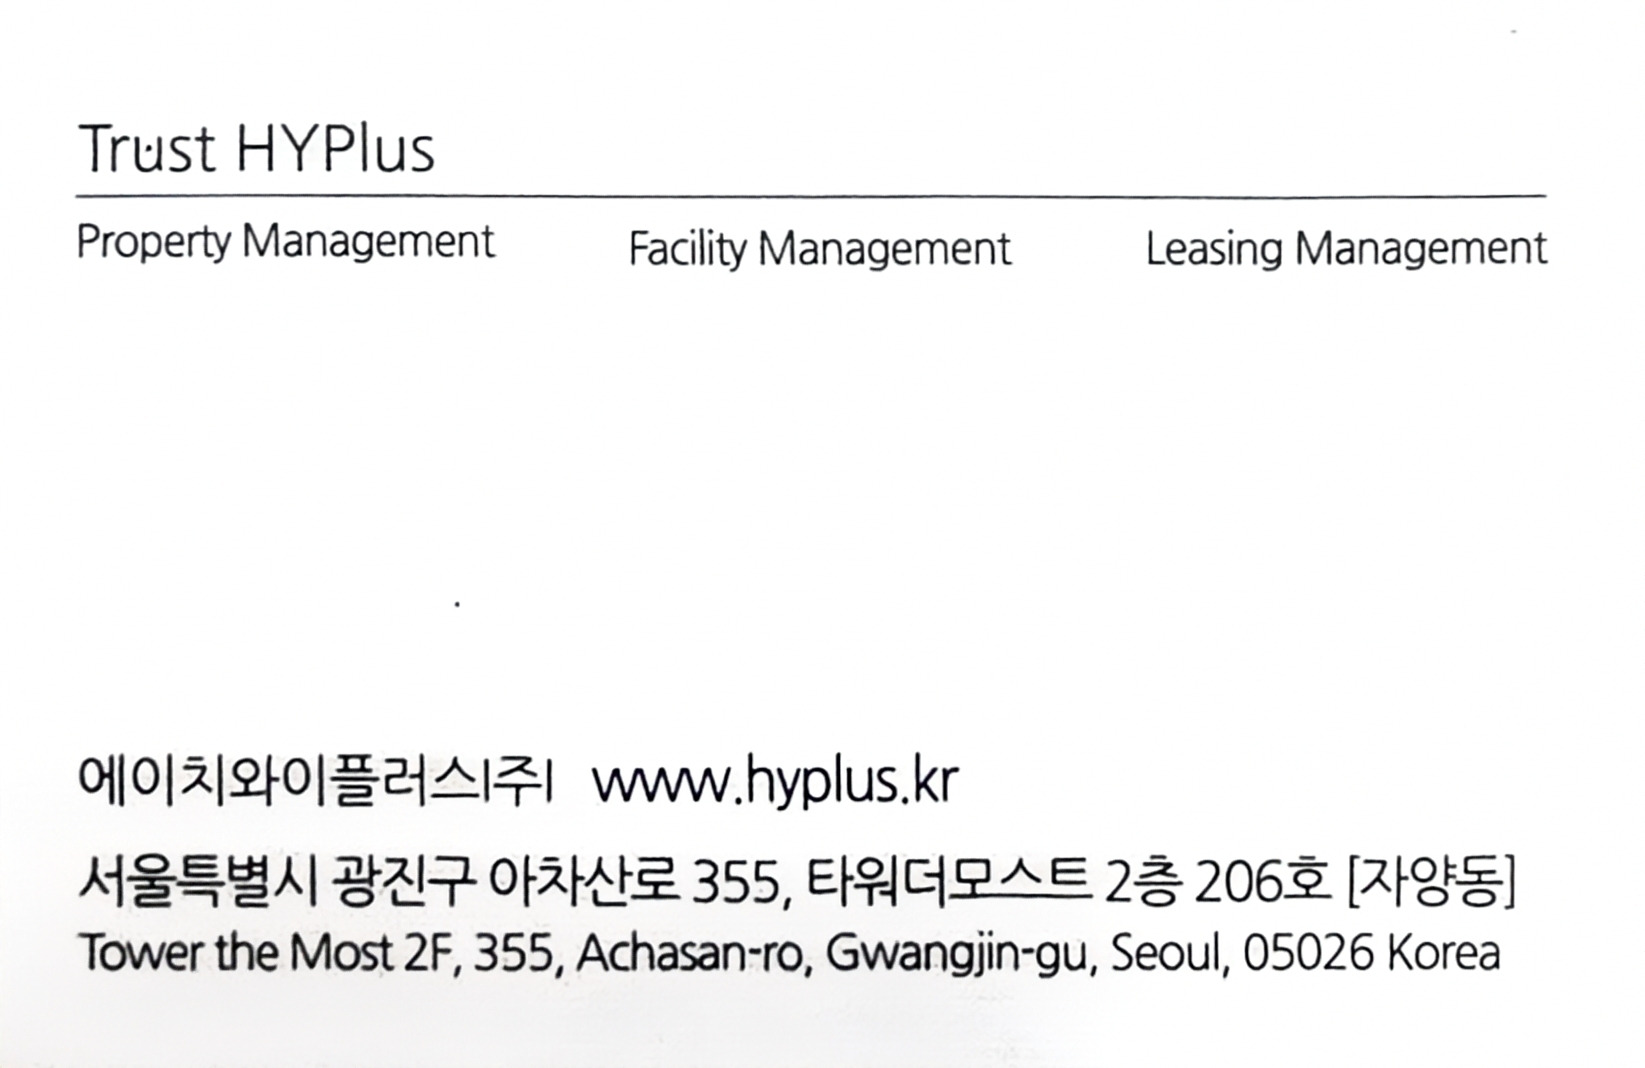 Trust HYPlus
Property Management Facility Management Leasing Management
에이치와이플러스|주| www.hyplus.kr
서울특별시 광진구 아차산로 355, 타워더모스트 2층 206호 [자양동]
Tower the Most 2F, 355, Achasan-ro, Gwangjin-gu, Seoul, 05026 Korea